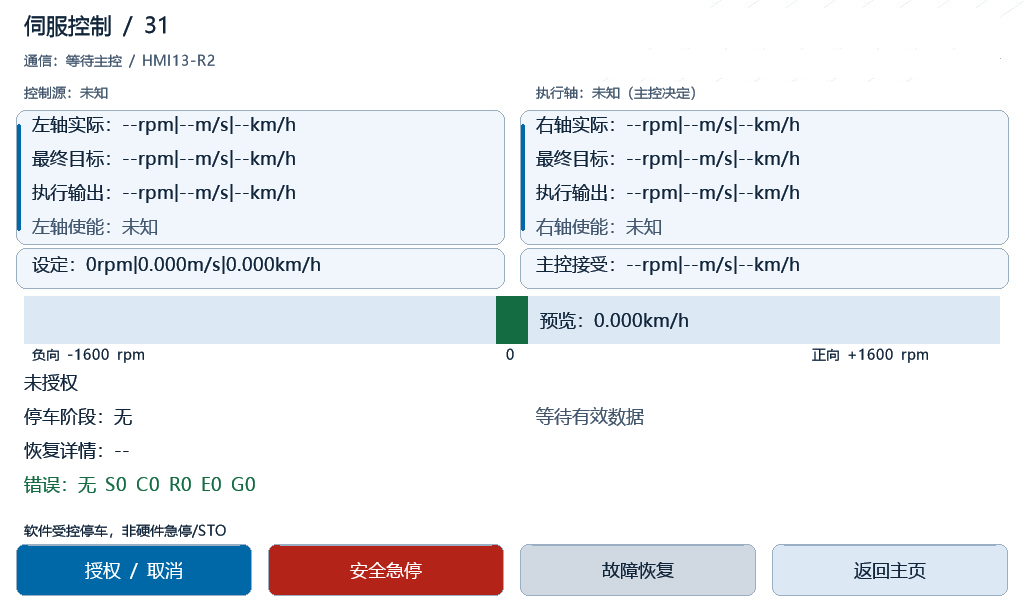 伺服控制 / 31
通信：等待主控 / HMI13-R2
控制源：未知
执行轴：未知（主控决定）
左轴实际：--rpm|--m/s|--km/h
最终目标：--rpm|--m/s|--km/h
执行输出：--rpm|--m/s|--km/h
左轴使能：未知
右轴实际：--rpm|--m/s|--km/h
最终目标：--rpm|--m/s|--km/h
执行输出：--rpm|--m/s|--km/h
右轴使能：未知
设定：0rpm|0.000m/s|0.000km/h
主控接受：--rpm|--m/s|--km/h
预览：0.000km/h
负向 -1600 rpm
0
正向 +1600 rpm
未授权
停车阶段：无
等待有效数据
恢复详情：--
错误：无 S0 C0 R0 E0 G0
软件受控停车，非硬件急停/STO
授权 / 取消
安全急停
故障恢复
返回主页